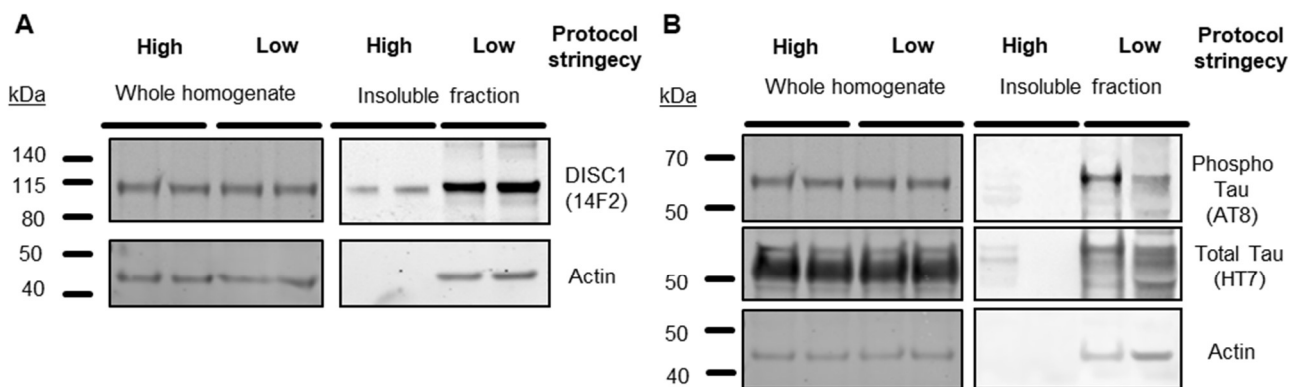 A
High Low High Low Protocol
stringecy
kDa Whole homogenate Insoluble fraction
140
115
80
DISC1
(14F2)
50
40
Actin
B
High Low High Low Protocol
stringecy
kDa Whole homogenate Insoluble fraction
70
50
Phospho
Tau
(AT8)
50
Total Tau
(HT7)
50
40
Actin